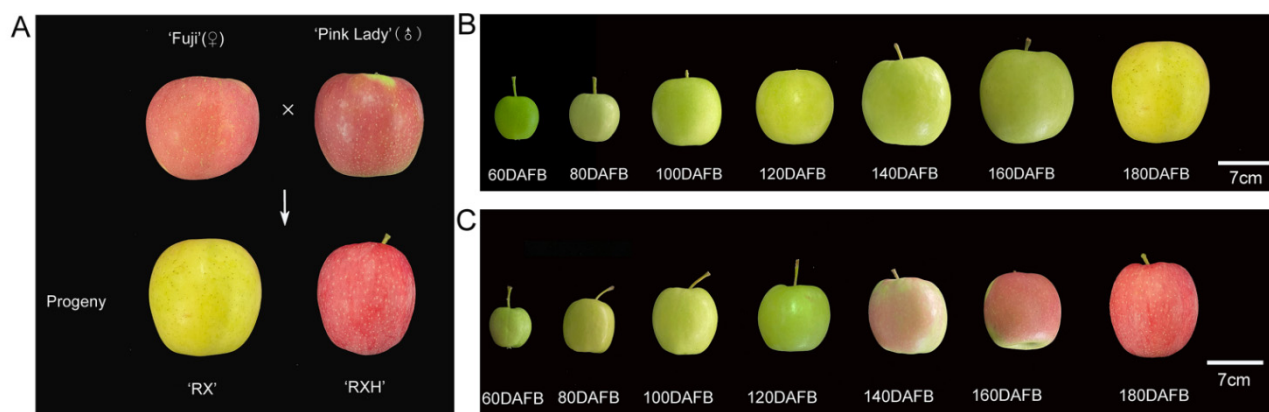 A
'Fuji'(♀)
'Pink Lady'(♁)
×
Progeny
'RX'
'RXH'
B
60DAFB 80DAFB 100DAFB 120DAFB 140DAFB 160DAFB 180DAFB
7cm
C
60DAFB 80DAFB 100DAFB 120DAFB 140DAFB 160DAFB 180DAFB
7cm